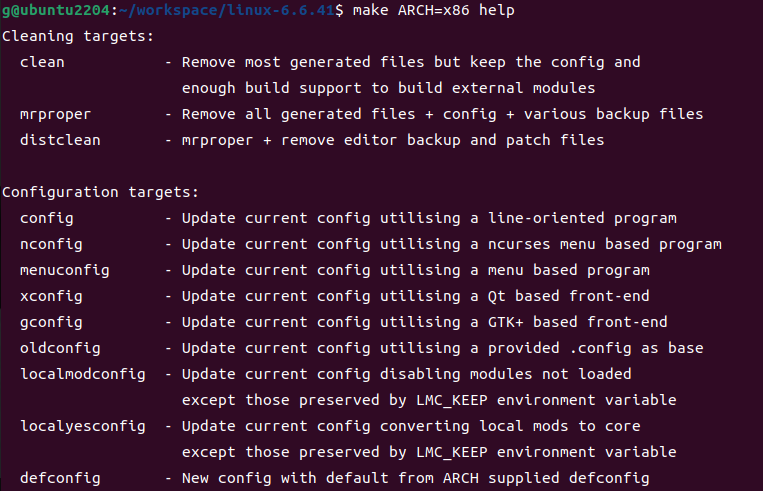 g@ubuntu2204:~/workspace/linux-6.6.41$ make ARCH=x86 help
Cleaning targets:
  clean           - Remove most generated files but keep the config and
                    enough build support to build external modules
  mrproper        - Remove all generated files + config + various backup files
  distclean       - mrproper + remove editor backup and patch files

Configuration targets:
  config          - Update current config utilising a line-oriented program
  nconfig         - Update current config utilising a ncurses menu based program
  menuconfig      - Update current config utilising a menu based program
  xconfig         - Update current config utilising a Qt based front-end
  gconfig         - Update current config utilising a GTK+ based front-end
  oldconfig       - Update current config utilising a provided .config as base
  localmodconfig  - Update current config disabling modules not loaded
                    except those preserved by LMC_KEEP environment variable
  localyesconfig  - Update current config converting local mods to core
                    except those preserved by LMC_KEEP environment variable
  defconfig       - New config with default from ARCH supplied defconfig